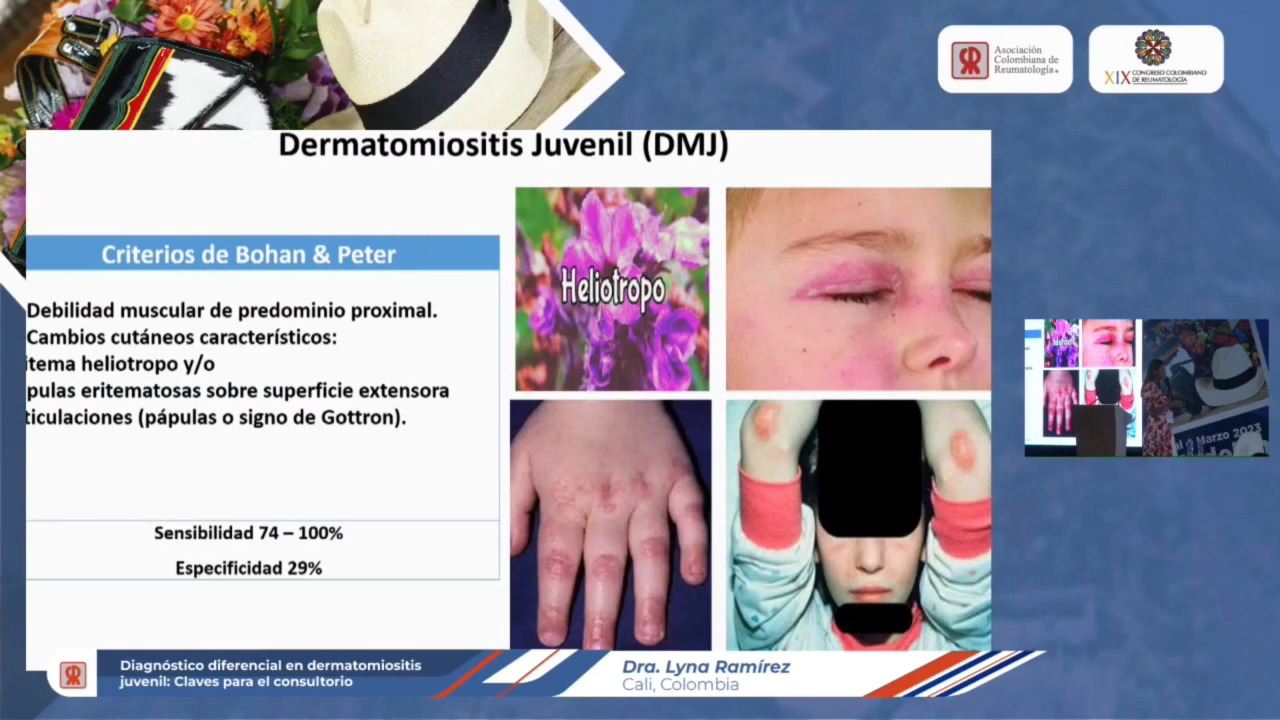 Asociación
Colombiana de
Reumatología
XIX CONGRESO COLOMBIANO
DE REUMATOLOGÍA
Dermatomiositis Juvenil (DMJ)
Criterios de Bohan & Peter
Debilidad muscular de predominio proximal.
Cambios cutáneos característicos:
itema heliotropo y/o
pulas eritematosas sobre superficie extensora
ticulaciones (pápulas o signo de Gottron).
Sensibilidad 74 – 100%
Especificidad 29%
Heliotropo
Marzo 2023
Diagnóstico diferencial en dermatomiositis
juvenil: Claves para el consultorio
Dra. Lyna Ramírez
Cali, Colombia